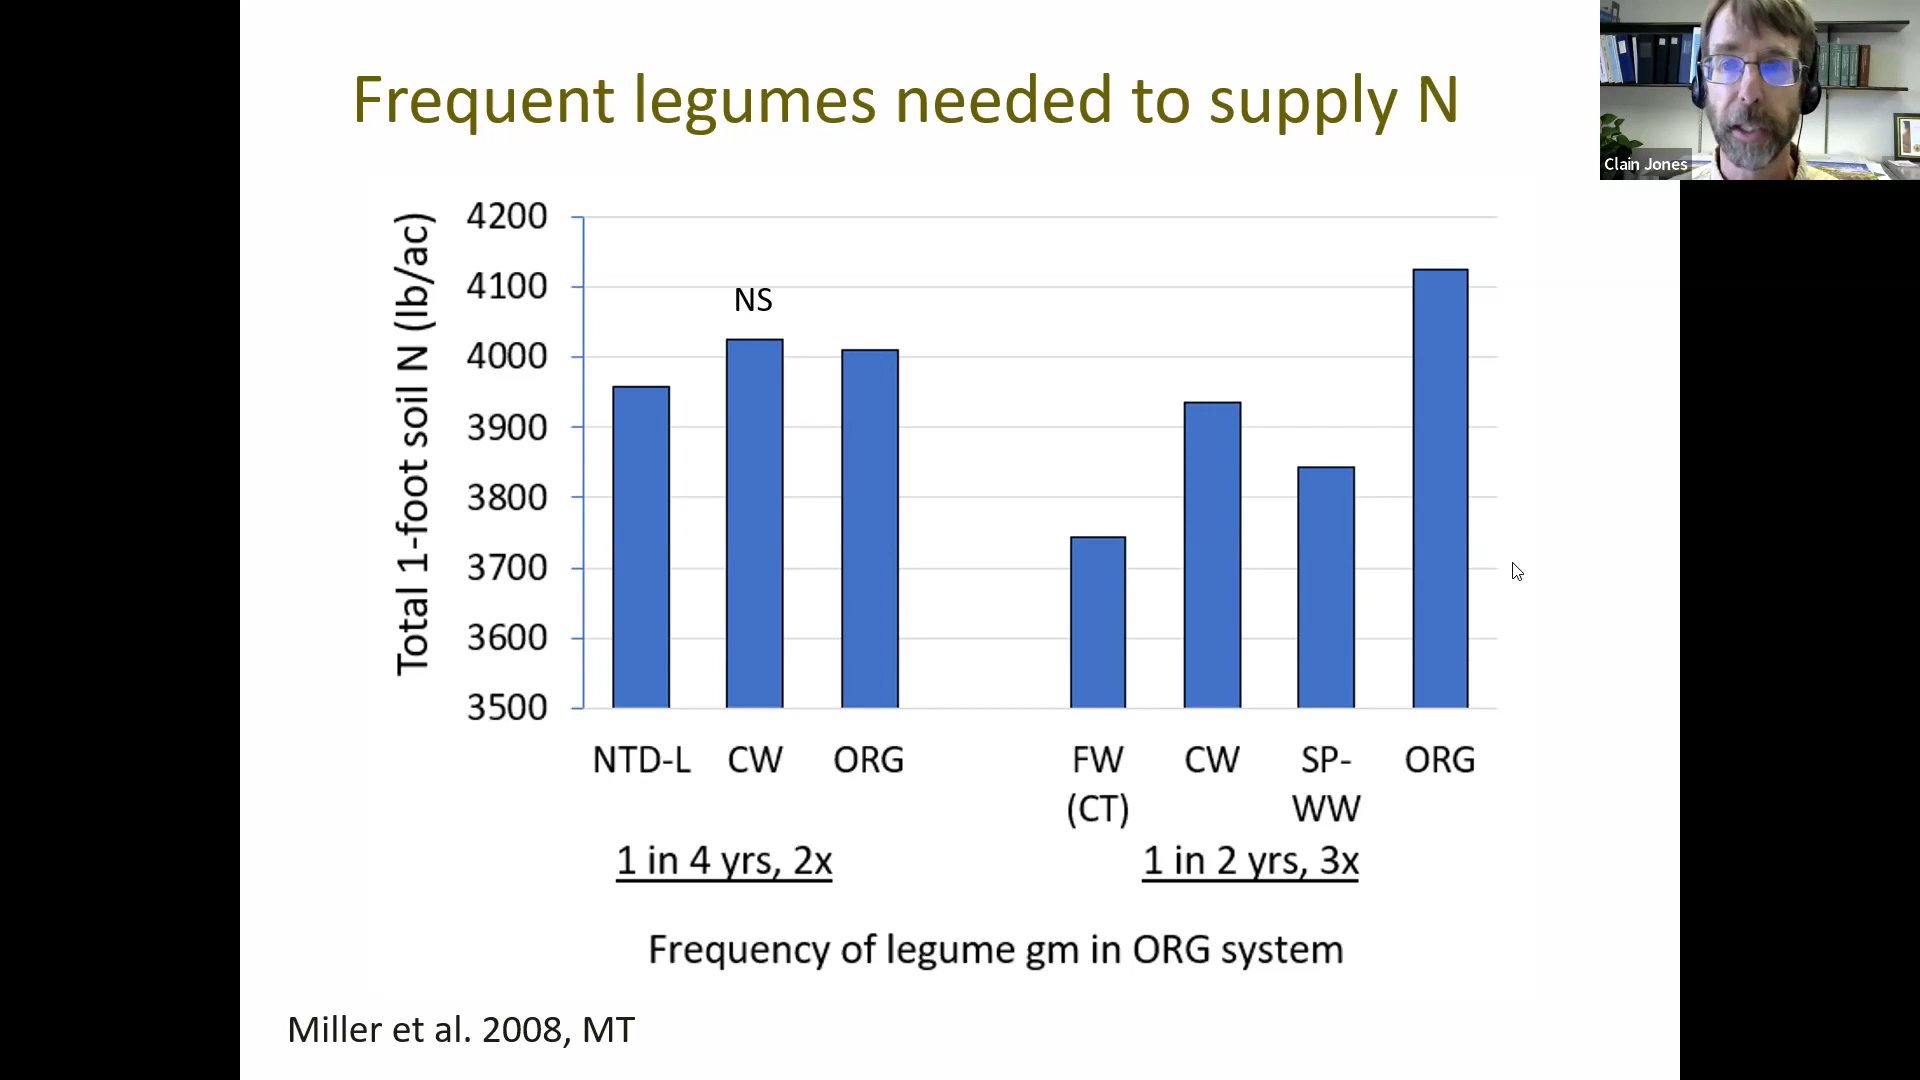 Frequent legumes needed to supply N
Clain Jones
Total 1-foot soil N (lb/ac)
4200
4100
4000
3900
3800
3700
3600
3500
NS
NTD-L CW ORG FW (CT) CW SP-WW ORG
1 in 4 yrs, 2x 1 in 2 yrs, 3x
Frequency of legume gm in ORG system
Miller et al. 2008, MT